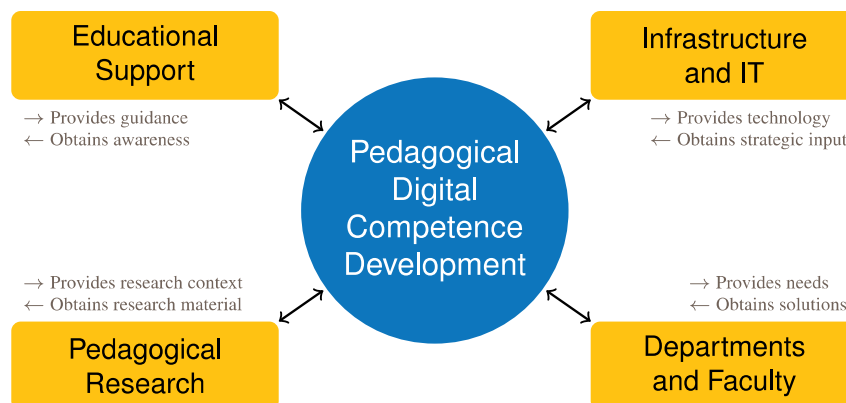 Educational
Support
→ Provides guidance
← Obtains awareness
Infrastructure
and IT
→ Provides technology
← Obtains strategic input
Pedagogical
Digital
Competence
Development
→ Provides research context
← Obtains research material
Pedagogical
Research
→ Provides needs
← Obtains solutions
Departments
and Faculty